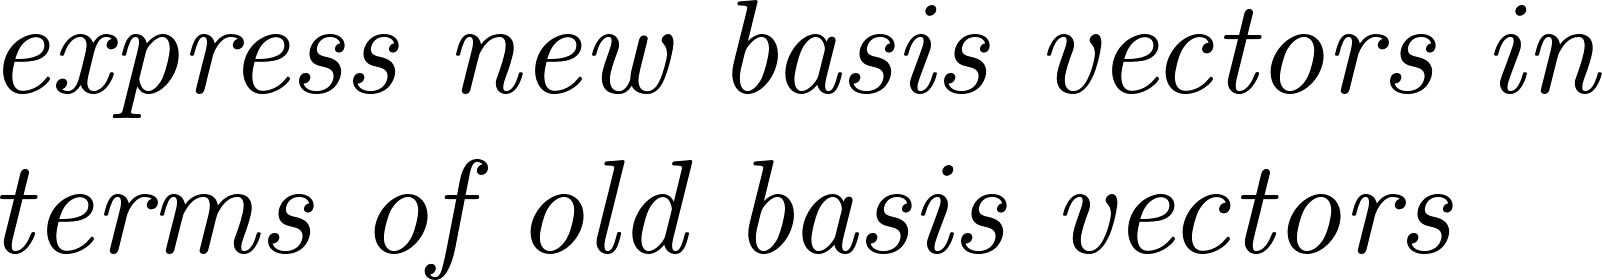 express new basis vectors in
terms of old basis vectors